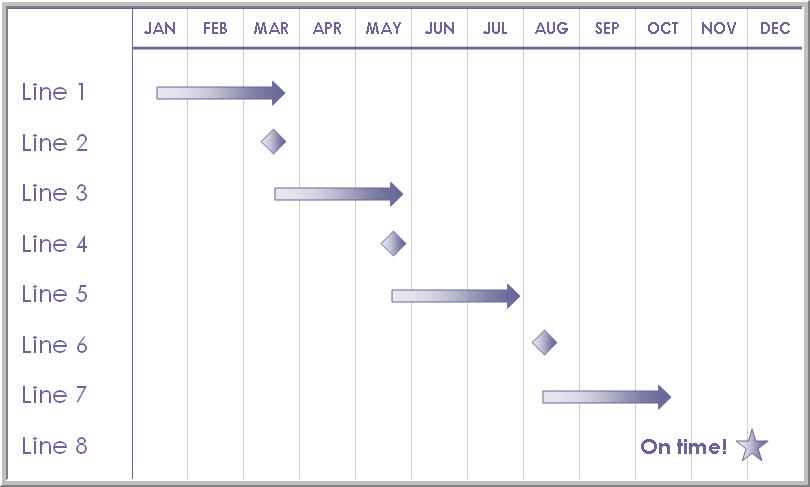 JAN FEB MAR APR MAY JUN JUL AUG SEP OCT NOV DEC
Line 1
Line 2
Line 3
Line 4
Line 5
Line 6
Line 7
Line 8 On time!